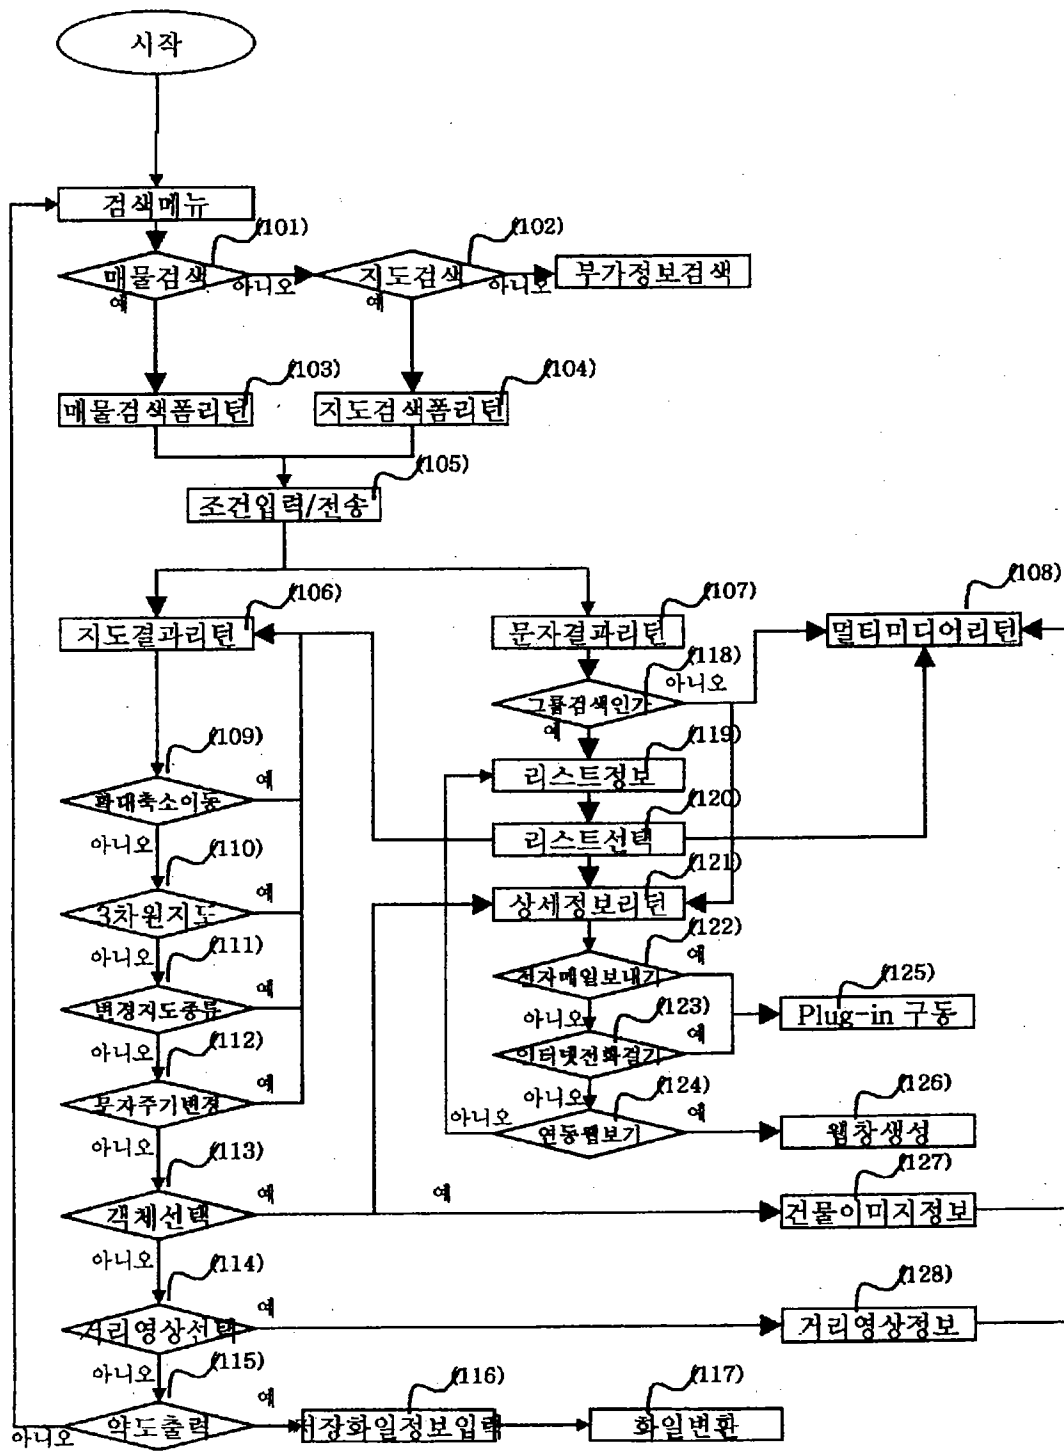 시작
검색메뉴
(101)
(102)
매물검색
아니오
지도검색
아니오
부가정보검색
예
예
(103)
(104)
매물검색폼리턴
지도검색폼리턴
(105)
조건입력/전송
(106)
(107)
(108)
지도결과리턴
문자결과리턴
멀티미디어리턴
(118)
아니오
그룹검색인가
예
(109)
(119)
예
리스트정보
확대축소이동
(120)
아니오
리스트선택
(110)
(121)
예
상세정보리턴
3차원지도
(122)
아니오
(111)
예
전자메일보내기
(125)
예
변경지도종류
아니오
(123)
Plug-in 구동
아니오
(112)
예
예
인터넷전화걸기
문자주기변경
아니오
(124)
(126)
아니오
예
연동웹보기
웹창생성
아니오
(113)
(127)
예
예
객체선택
건물이미지정보
아니오
(114)
(128)
예
거리영상선택
거리영상정보
아니오
(115)
(116)
(117)
예
아니오
약도출력
저장화일정보입력
화일변환